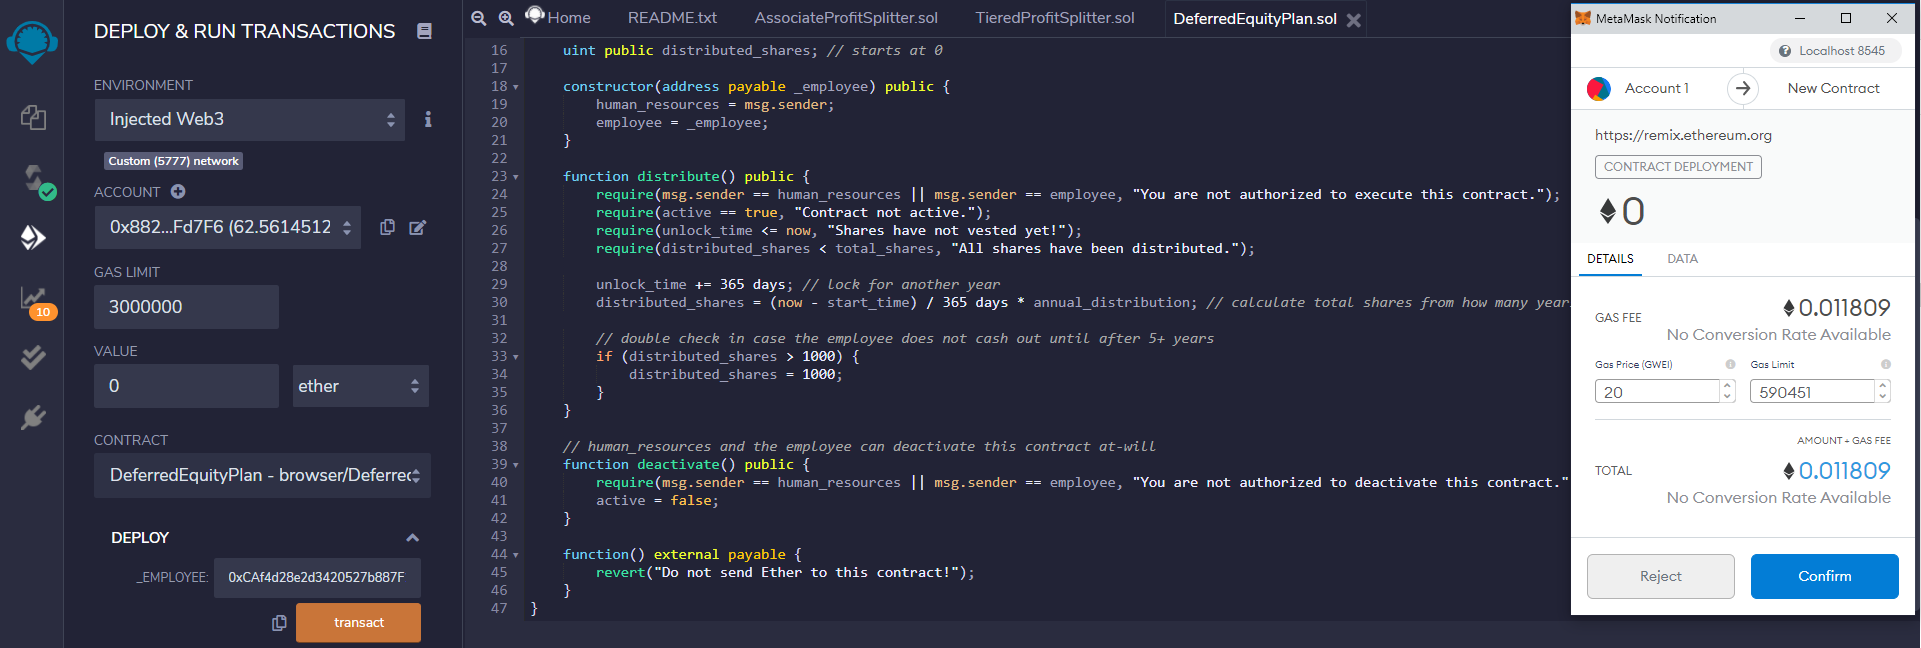 DEPLOY & RUN TRANSACTIONS
ENVIRONMENT
Injected Web3
Custom (5777) network
ACCOUNT
0x882...Fd7F6 (62.5614512
GAS LIMIT
3000000
VALUE
0
ether
CONTRACT
DeferredEquityPlan - browser/Deferred
DEPLOY
_EMPLOYEE: 0xCAf4d28e2d3420527b887F
transact
10
Home README.txt AssociateProfitSplitter.sol TieredProfitSplitter.sol DeferredEquityPlan.sol
16 uint public distributed_shares; // starts at 0
17
18 constructor(address payable _employee) public {
19 human_resources = msg.sender;
20 employee = _employee;
21 }
22
23 function distribute() public {
24 require(msg.sender == human_resources || msg.sender == employee, "You are not authorized to execute this contract.");
25 require(active == true, "Contract not active.");
26 require(unlock_time <= now, "Shares have not vested yet!");
27 require(distributed_shares < total_shares, "All shares have been distributed.");
28
29 unlock_time += 365 days; // lock for another year
30 distributed_shares = (now - start_time) / 365 days * annual_distribution; // calculate total shares from how many year
31
32 // double check in case the employee does not cash out until after 5+ years
33 if (distributed_shares > 1000) {
34 distributed_shares = 1000;
35 }
36 }
37
38 // human_resources and the employee can deactivate this contract at-will
39 function deactivate() public {
40 require(msg.sender == human_resources || msg.sender == employee, "You are not authorized to deactivate this contract."
41 active = false;
42 }
43
44 function() external payable {
45 revert("Do not send Ether to this contract!");
46 }
47 }
MetaMask Notification
Localhost 8545
Account 1 New Contract
https://remix.ethereum.org
CONTRACT DEPLOYMENT
0
DETAILS DATA
GAS FEE 0.011809
No Conversion Rate Available
Gas Price (GWEI) Gas Limit
20 590451
AMOUNT + GAS FEE
TOTAL 0.011809
No Conversion Rate Available
Reject Confirm